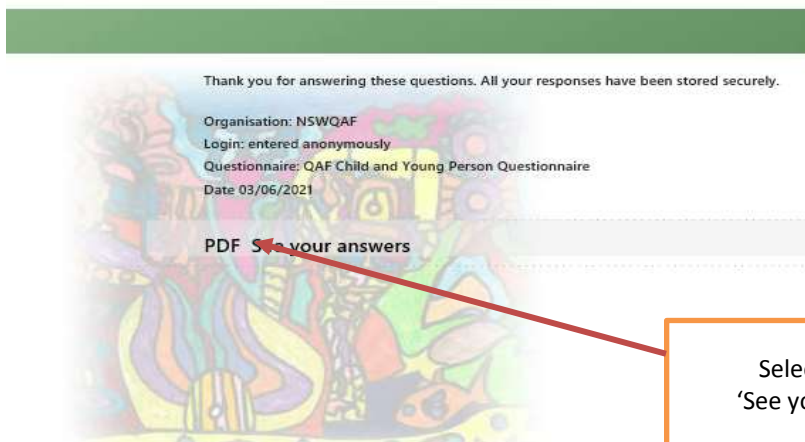 Thank you for answering these questions. All your responses have been stored securely.
Organisation: NSWQAF
Login: entered anonymously
Questionnaire: QAF Child and Young Person Questionnaire
Date 03/06/2021
PDF See your answers